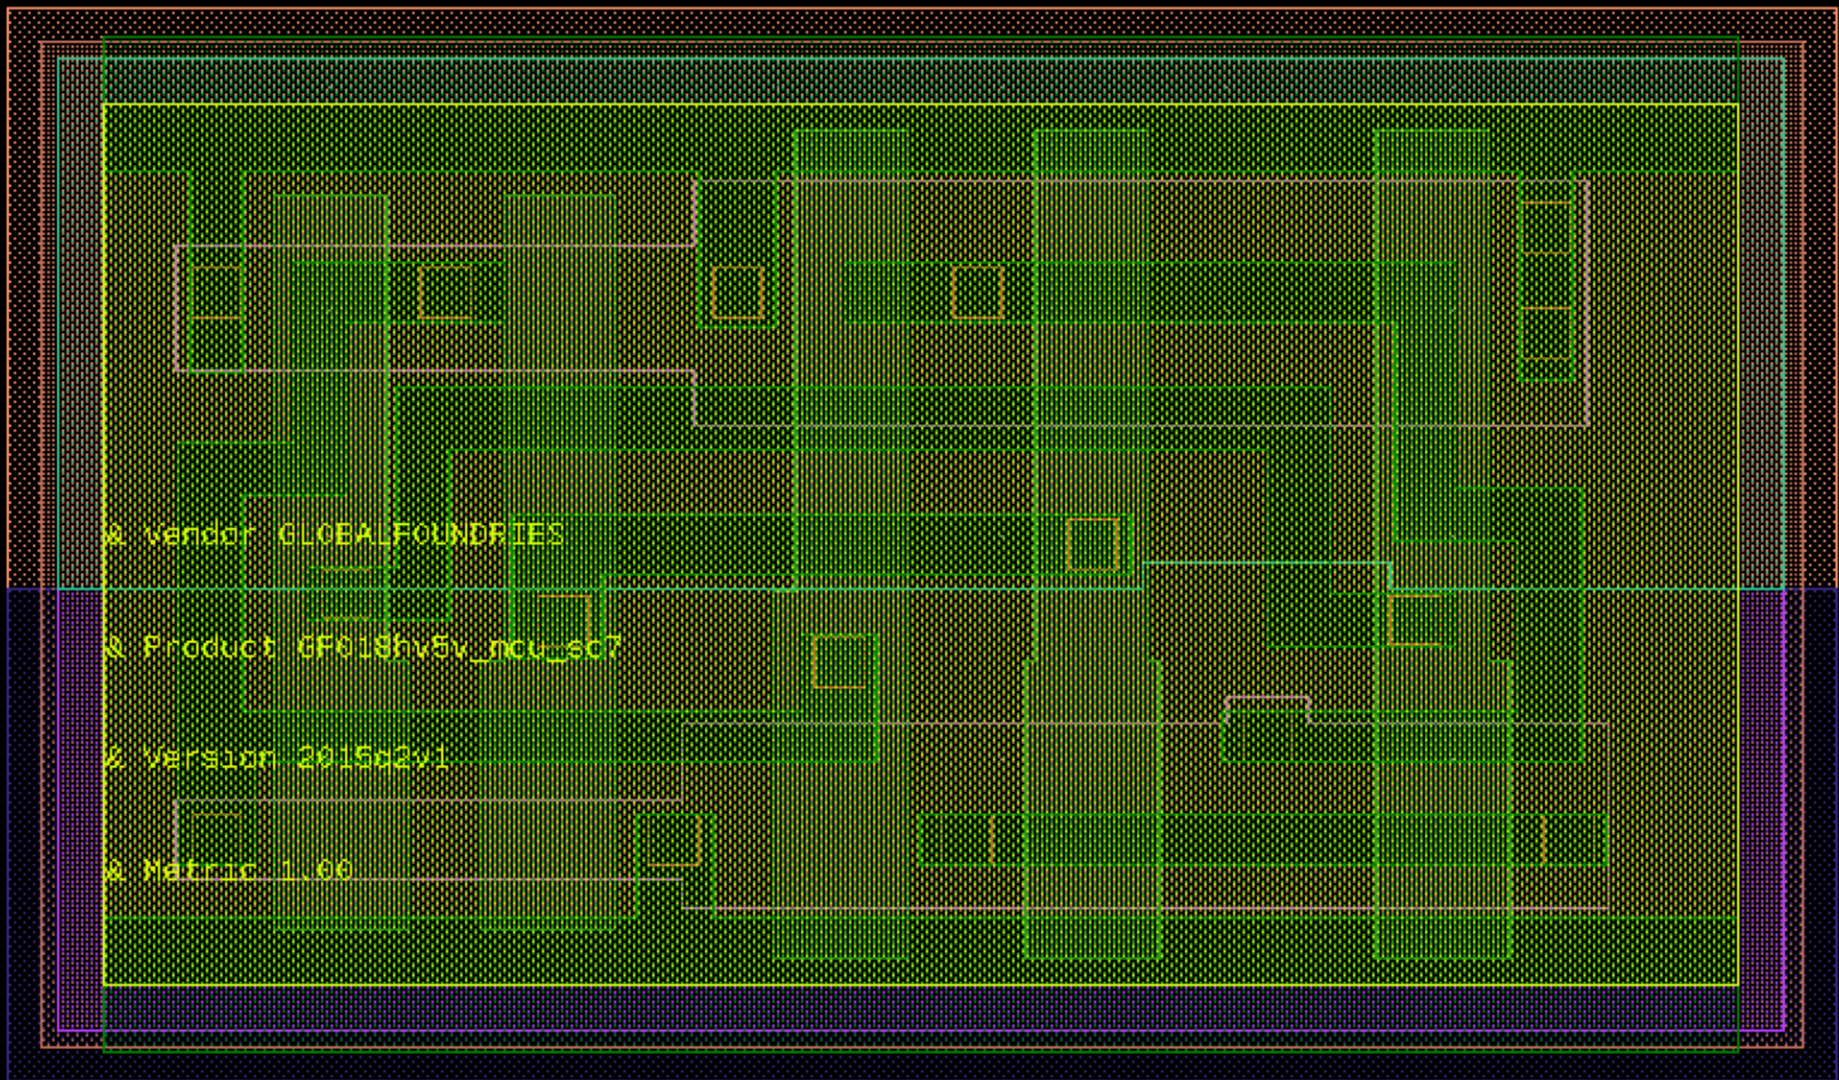 & Vendor GLOBALFOUNDRIES
& Product GF018hv5v_mcu_sc7
& Version 2015q2v1
& Metric 1.00